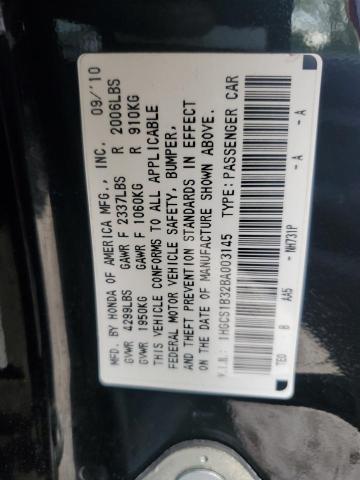 MFD. BY HONDA OF AMERICA MFG., INC. 09/'10
GVWR 4299LBS GAWR F 2337LBS R 2006LBS
GVWR 1950KG GAWR F 1060KG R 910KG
THIS VEHICLE CONFORMS TO ALL APPLICABLE
FEDERAL MOTOR VEHICLE SAFETY, BUMPER,
AND THEFT PREVENTION STANDARDS IN EFFECT
ON THE DATE OF MANUFACTURE SHOWN ABOVE.
V.I.N.: 1HGCS1B32BA003145 TYPE: PASSENGER CAR
TE0 B AA5 - NH731P - A - A